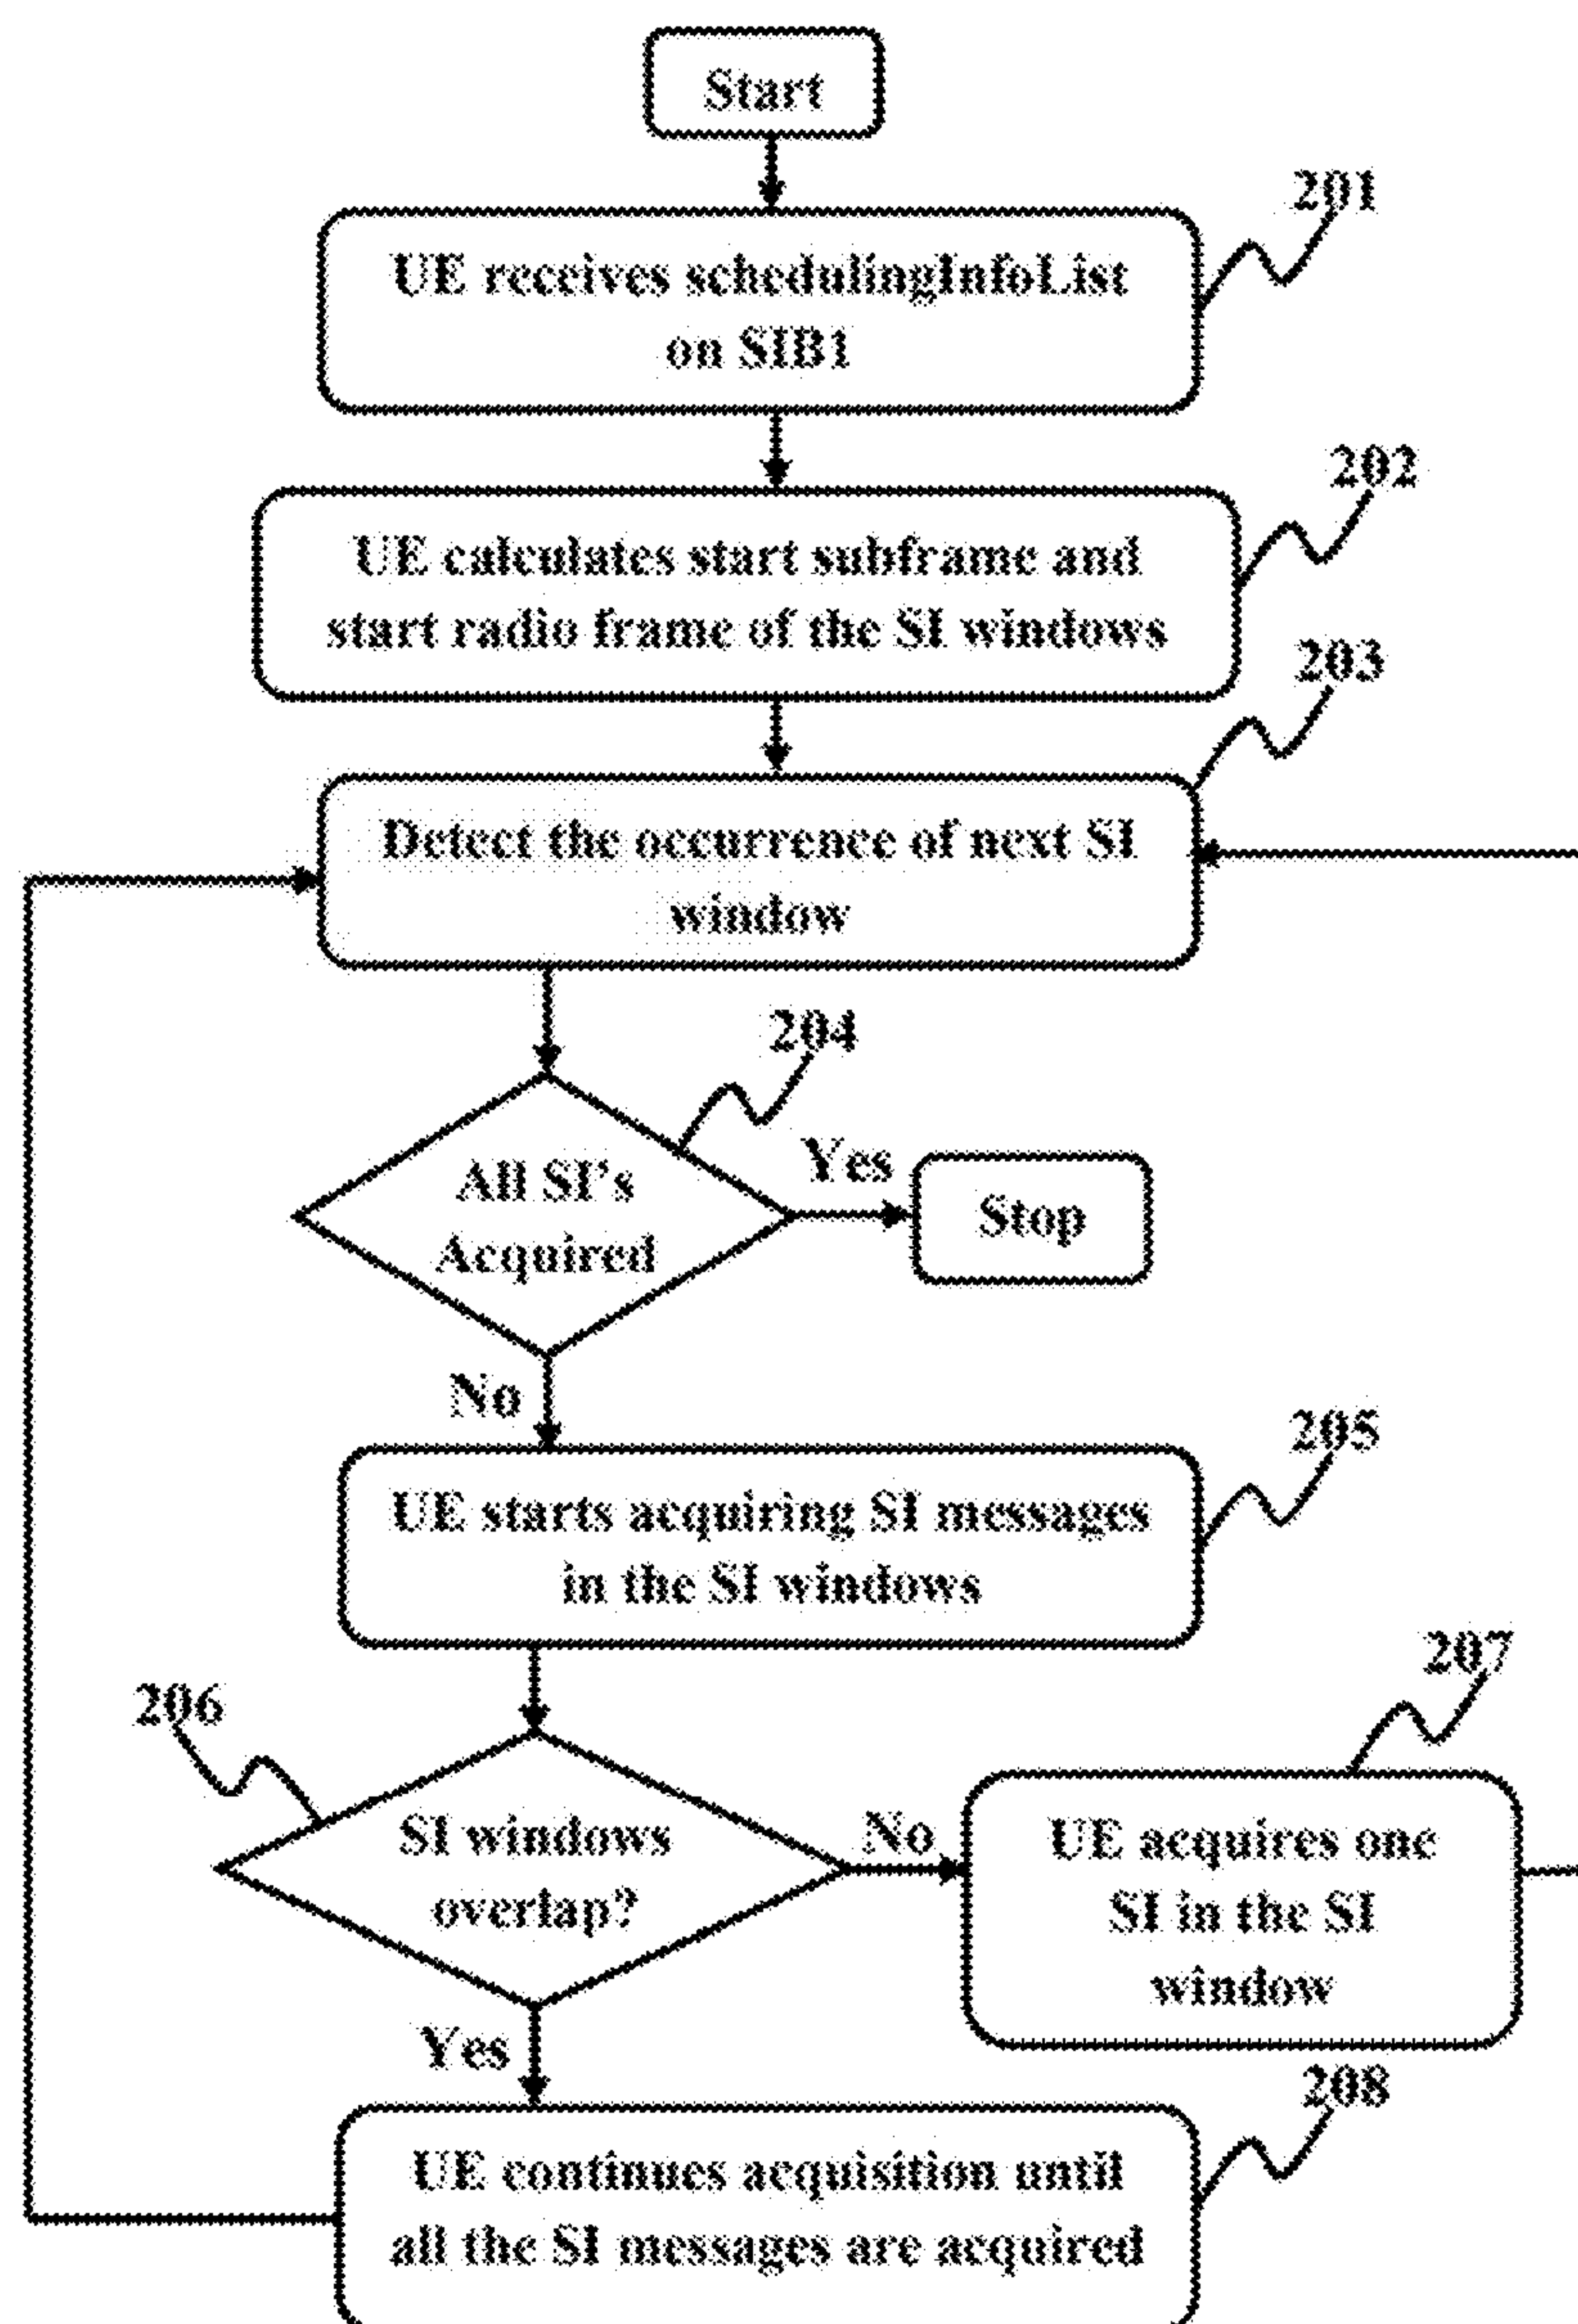 Start
201
UE receives schedulingInfoList
on SIB1
202
UE calculates start subframe and
start radio frame of the SI windows
203
Detect the occurrence of next SI
window
204
All SI's
Acquired
Yes
Stop
No
205
UE starts acquiring SI messages
in the SI windows
206
SI windows
overlap?
No
207
UE acquires one
SI in the SI
window
Yes
208
UE continues acquisition until
all the SI messages are acquired